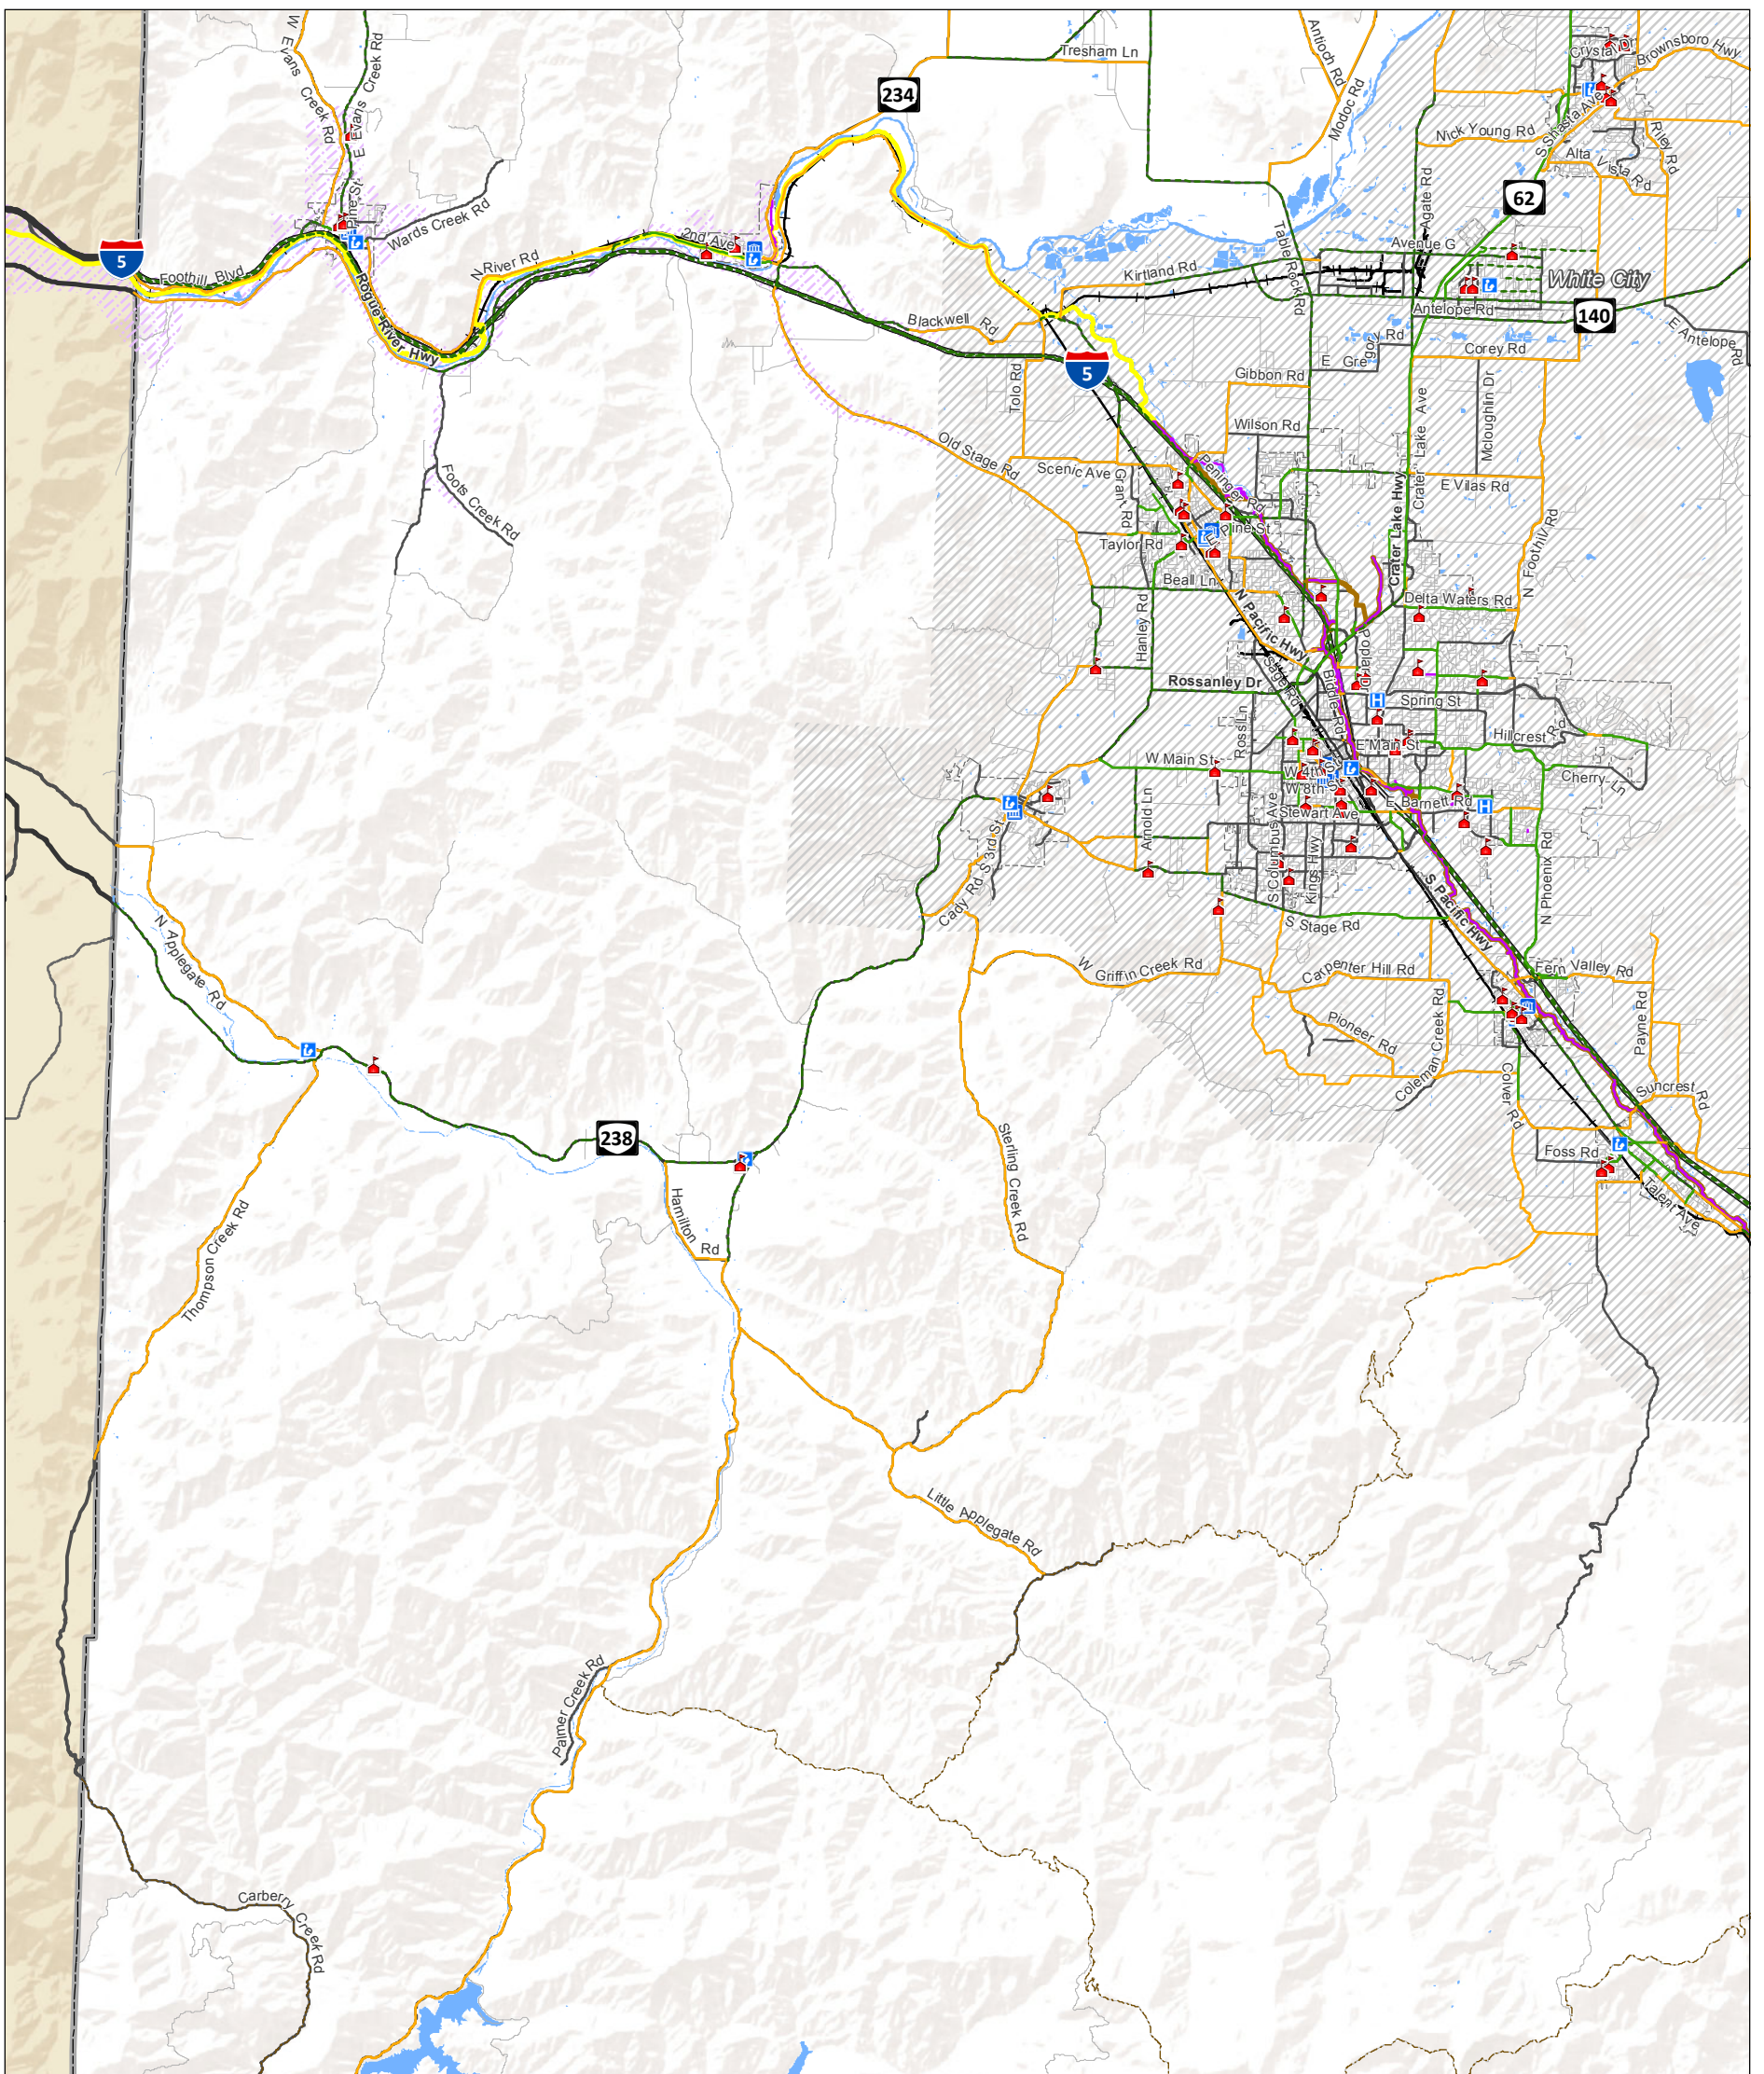 W Evans Creek Rd
E Evans Creek Rd
Pine St
Wards Creek Rd
234
Tresham Ln
Antioch Rd
Modoc Rd
Crystal Dr
Brownsboro Hwy
S Shasta Ave
Nick Young Rd
Alta Vista Rd
Riley Rd
62
Agate Rd
Table Rock Rd
Avenue G
White City
Kirtland Rd
Antelope Rd
140
E Antelope Rd
5
Foothill Blvd
Rogue River Hwy
N River Rd
2nd Ave
Blackwell Rd
5
Tolo Rd
E Gregory Rd
Corey Rd
Gibbon Rd
Mcloughlin Dr
Crater Lake Ave
Wilson Rd
Old Stage Rd
Scenic Ave
Grant Rd
Peninger Rd
Crater Lake Hwy
E Vilas Rd
N Foothill Rd
Foots Creek Rd
Taylor Rd
Pine St
Beall Ln
Hanley Rd
N Pacific Hwy
Delta Waters Rd
Poplar Dr
Rossanley Dr
Sage Rd
Biddle Rd
Spring St
Ross Ln
Hillcrest Rd
E Main St
W Main St
W 4th
W 8th
Cherry Ln
E Barnett Rd
Stewart Ave
Arnold Ln
S Columbus Ave
Kings Hwy
S 3rd St
Cady Rd
S Stage Rd
S Pacific Hwy
N Phoenix Rd
N Applegate Rd
W Griffin Creek Rd
Carpenter Hill Rd
Fern Valley Rd
Pioneer Rd
Coleman Creek Rd
Payne Rd
Colver Rd
Suncrest Rd
Foss Rd
Talent Ave
238
Hamilton Rd
Sterling Creek Rd
Thompson Creek Rd
Little Applegate Rd
Palmer Creek Rd
Carberry Creek Rd